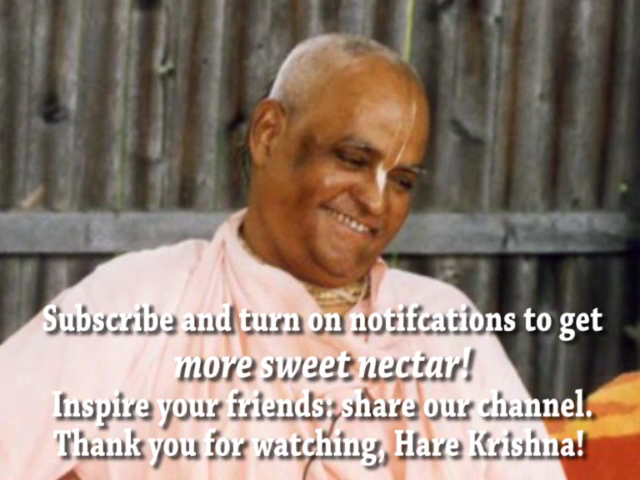 Subscribe and turn on notifcations to get
more sweet nectar!
Inspire your friends: share our channel.
Thank you for watching, Hare Krishna!